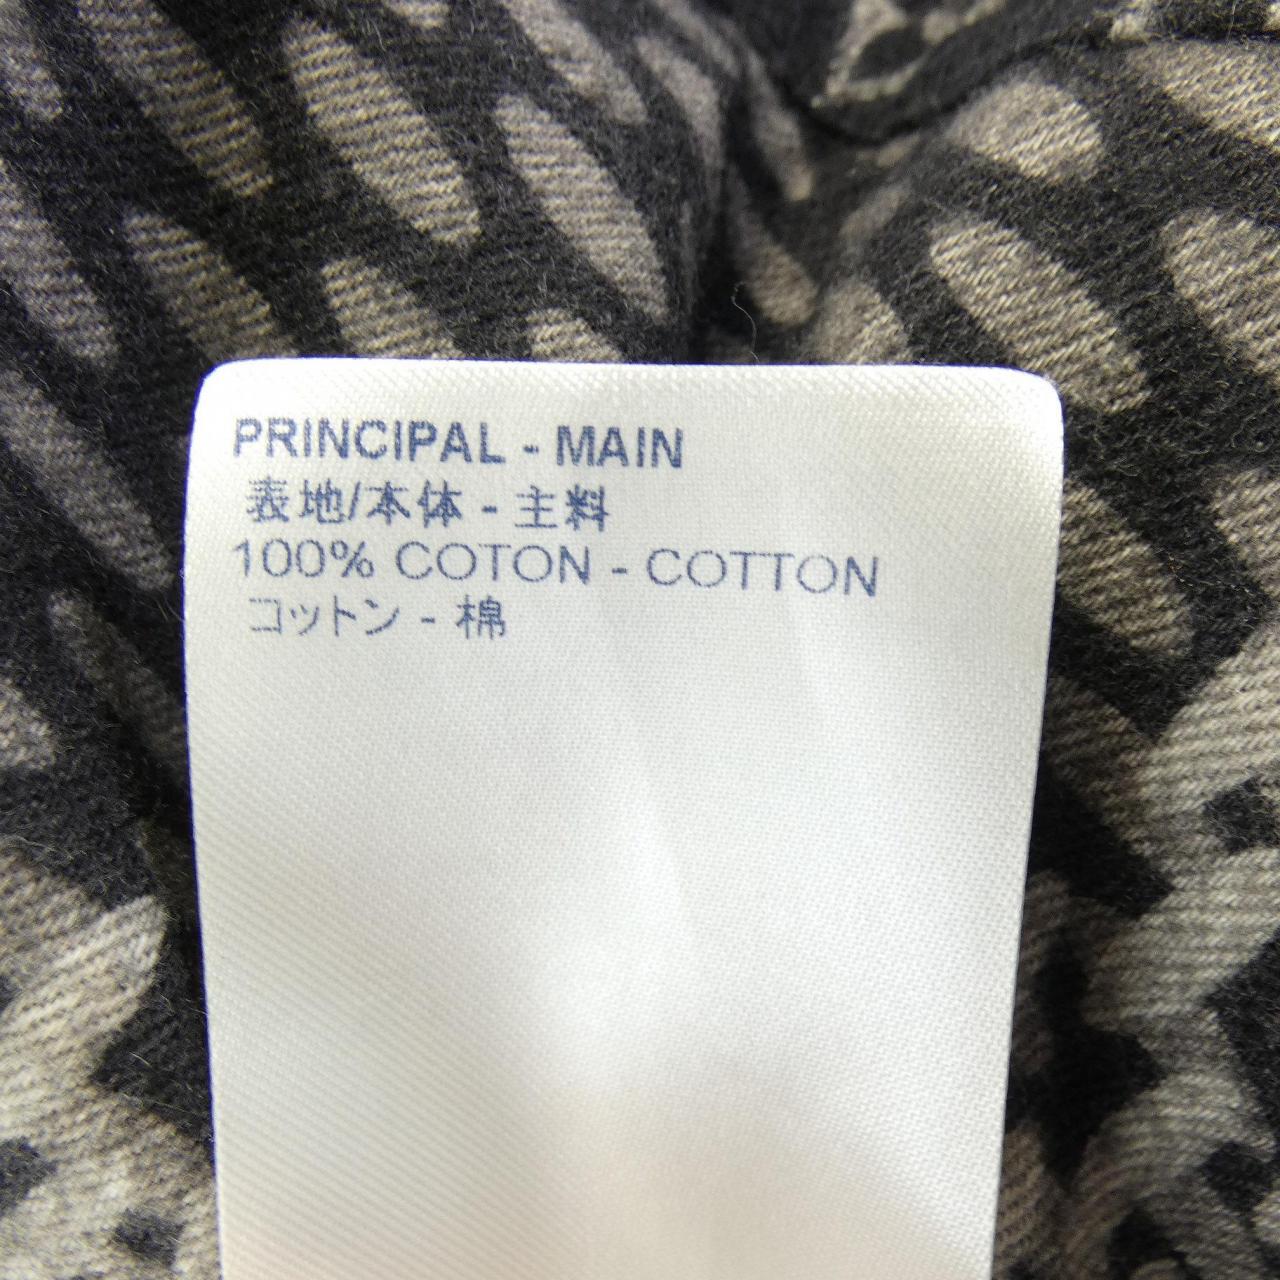 PRINCIPAL - MAIN
表地/本体 - 主料
100% COTON - COTTON
コットン - 棉